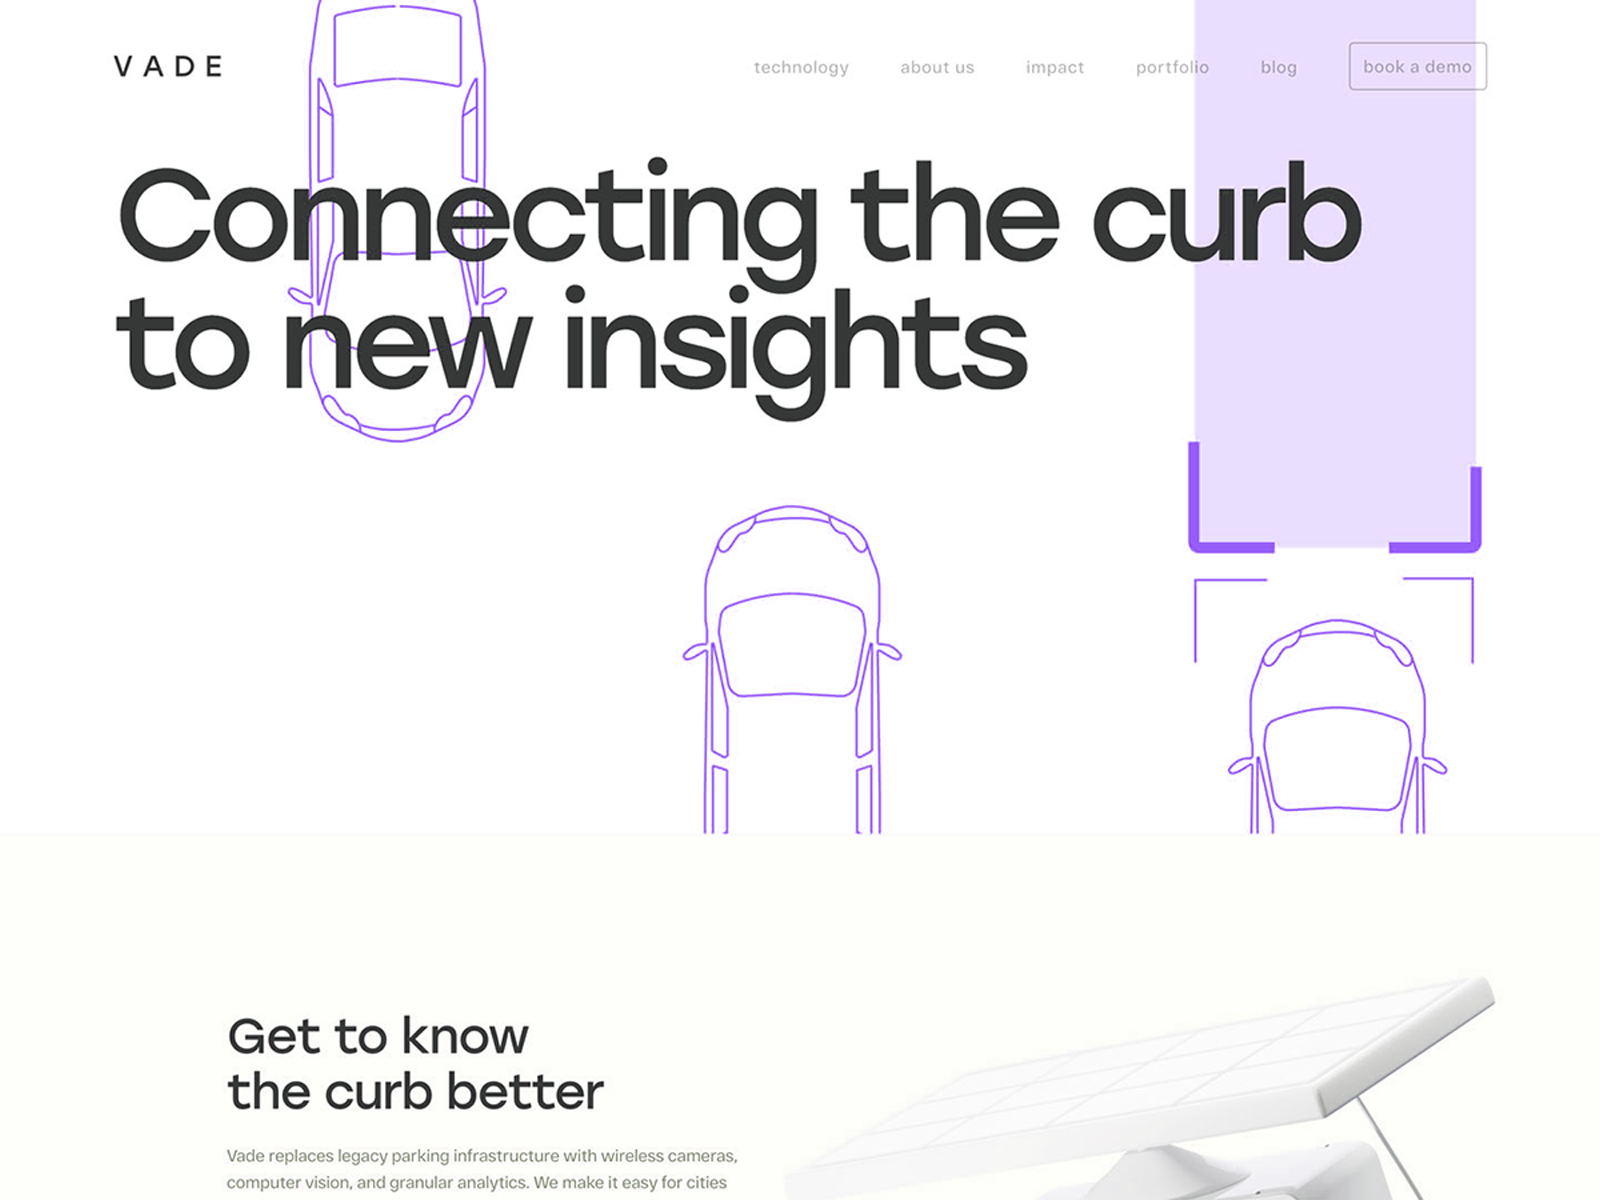 VADE
technology about us impact portfolio blog book a demo
Connecting the curb
to new insights
Get to know
the curb better
Vade replaces legacy parking infrastructure with wireless cameras,
computer vision, and granular analytics. We make it easy for cities